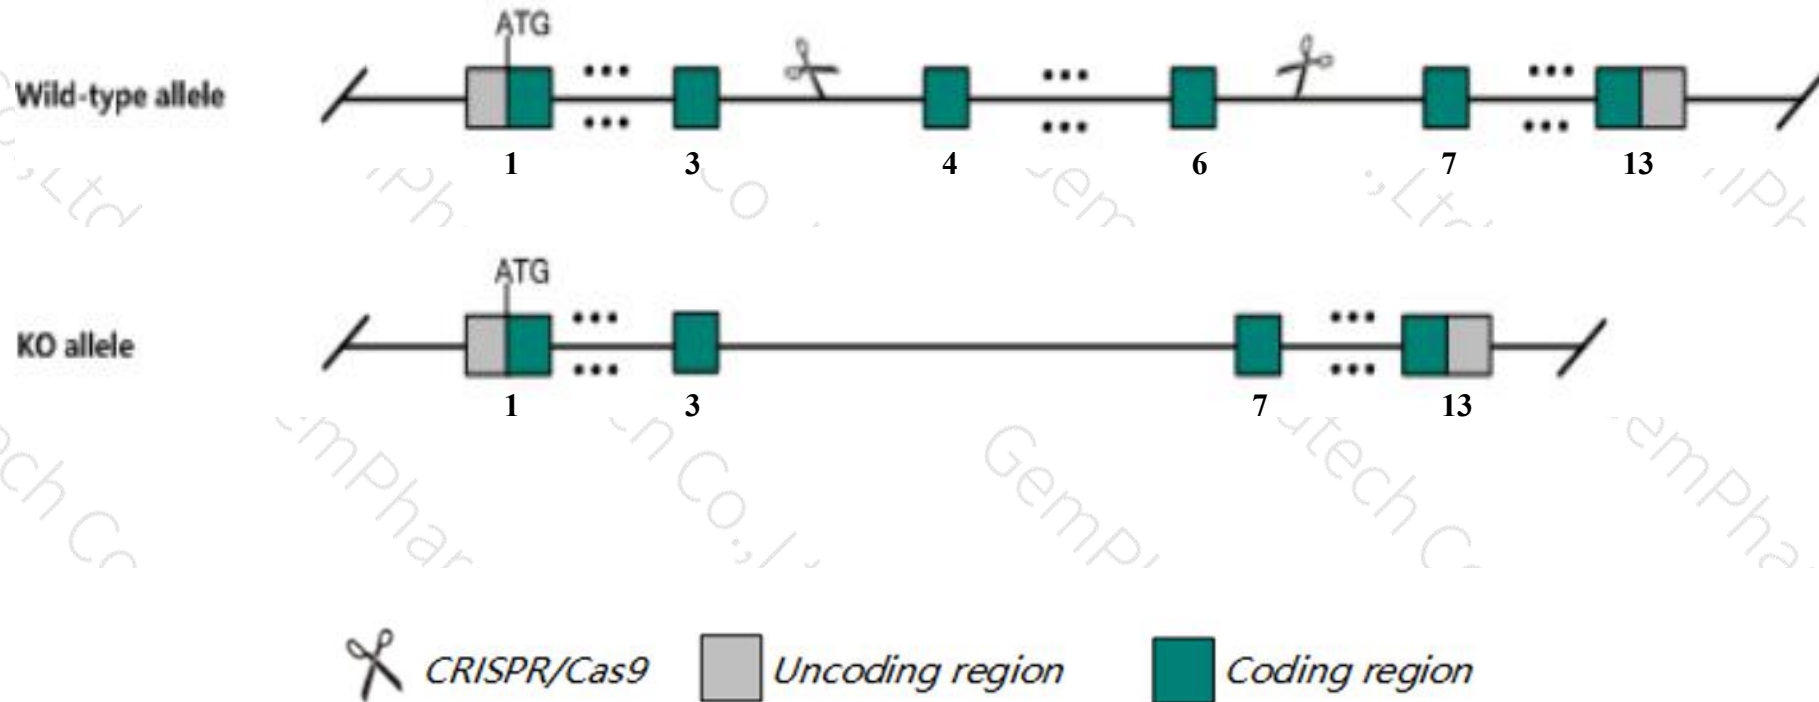 ATG
Wild-type allele
1 3 4 6 7 13
ATG
KO allele
1 3 7 13
CRISPR/Cas9 Uncoding region Coding region